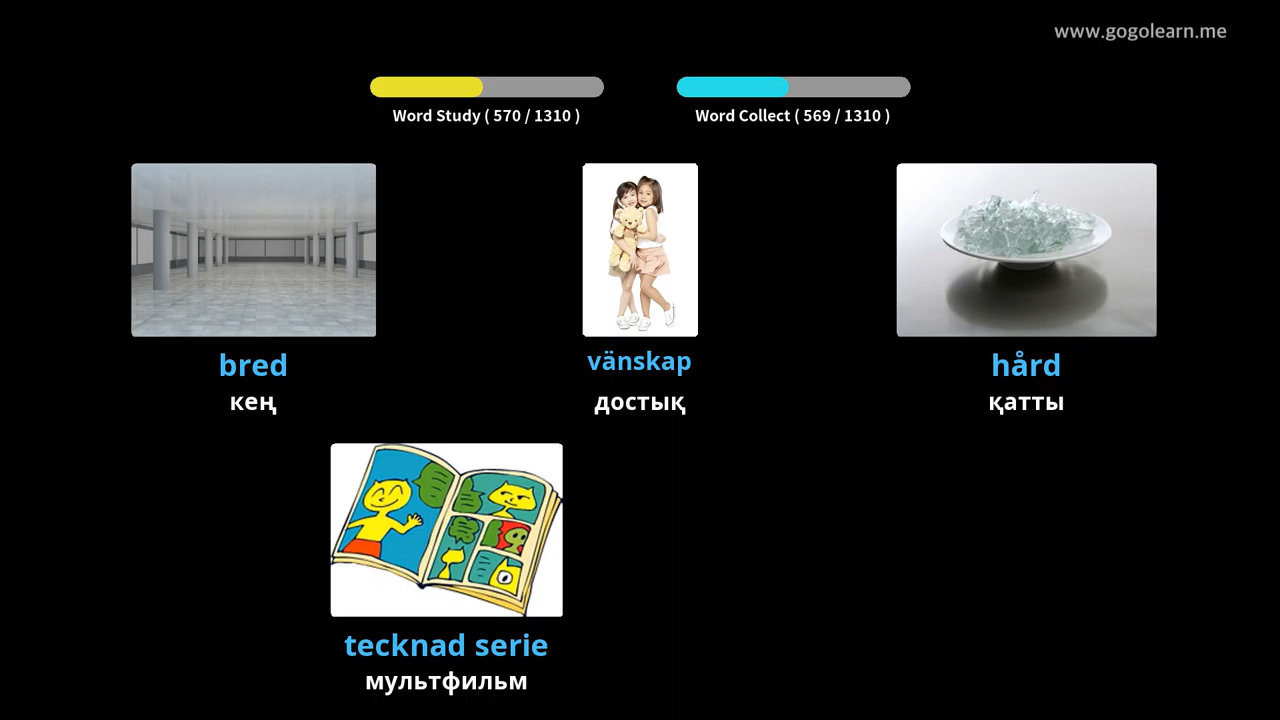 www.gogolearn.me
Word Study ( 570 / 1310 )
Word Collect ( 569 / 1310 )
bred
vänskap
hård
кең
достық
қатты
tecknad serie
мультфильм